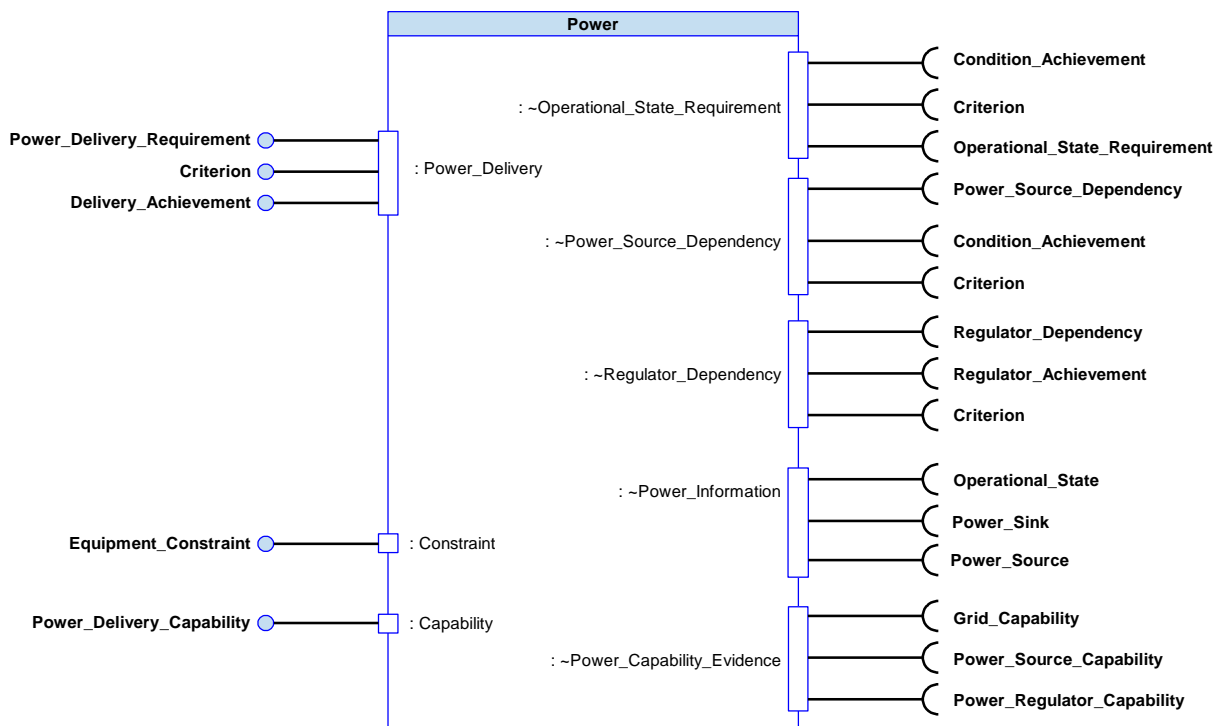 Power
Power_Delivery_Requirement
Criterion
Delivery_Achievement
: Power_Delivery
Equipment_Constraint
: Constraint
Power_Delivery_Capability
: Capability
: ~Operational_State_Requirement
Condition_Achievement
Criterion
Operational_State_Requirement
: ~Power_Source_Dependency
Power_Source_Dependency
Condition_Achievement
Criterion
: ~Regulator_Dependency
Regulator_Dependency
Regulator_Achievement
Criterion
: ~Power_Information
Operational_State
Power_Sink
Power_Source
: ~Power_Capability_Evidence
Grid_Capability
Power_Source_Capability
Power_Regulator_Capability